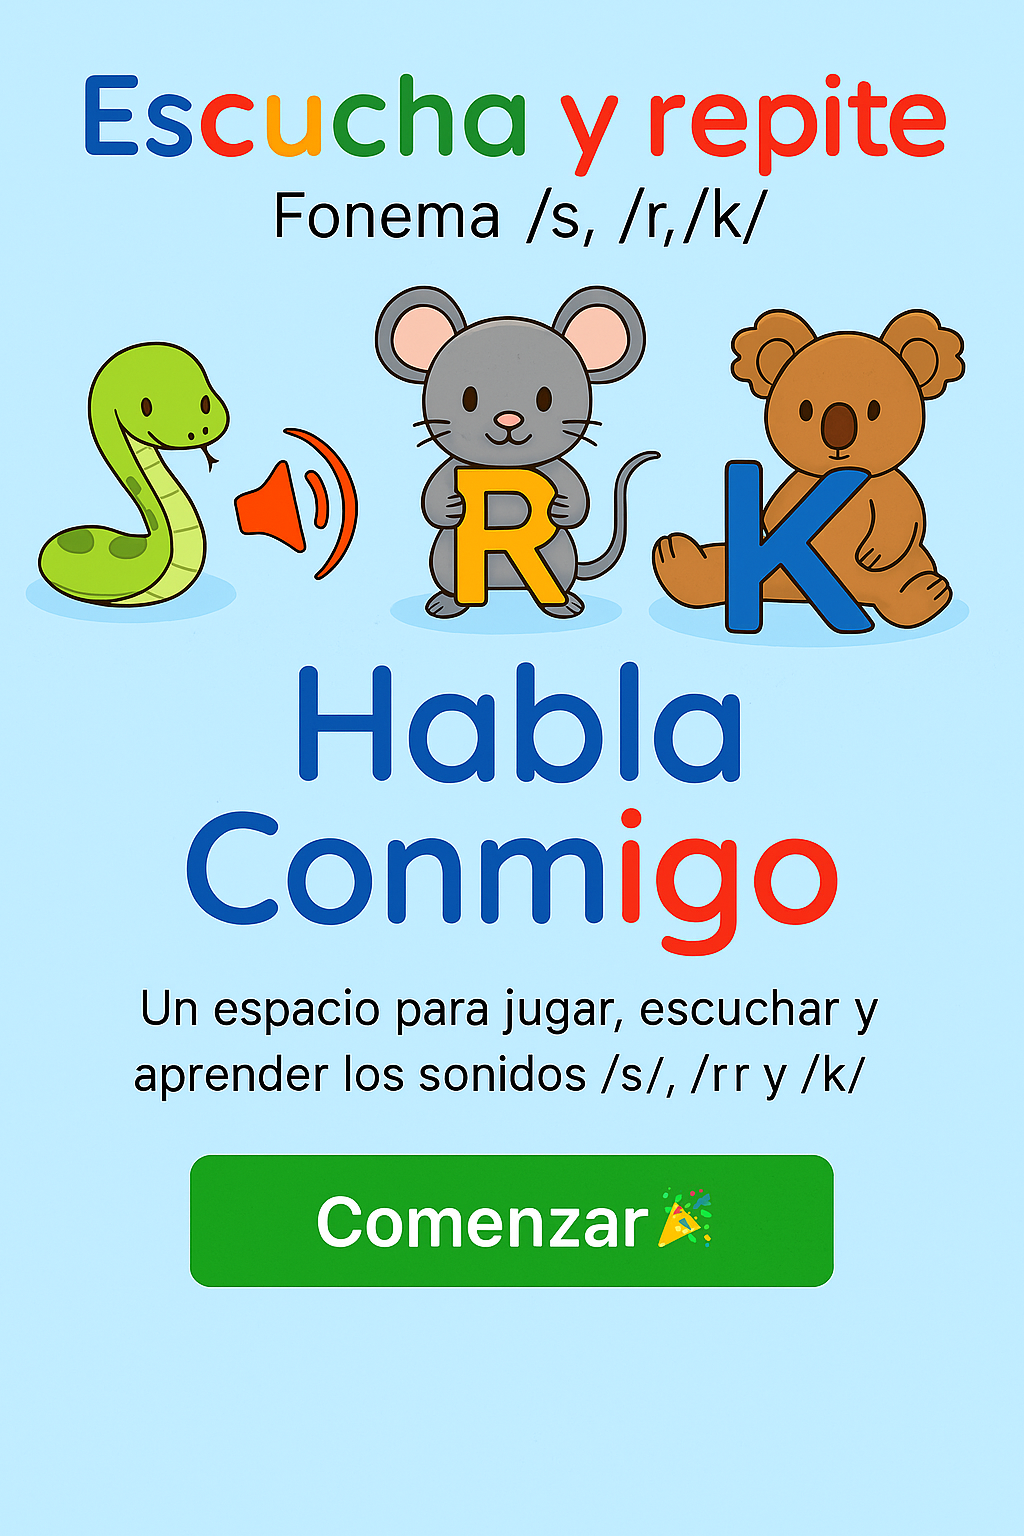 Escucha y repite
Fonema /s, /r,/k/
R
K
Habla
Conmigo
Un espacio para jugar, escuchar y
aprender los sonidos /s/, /rr y /k/
Comenzar🎉